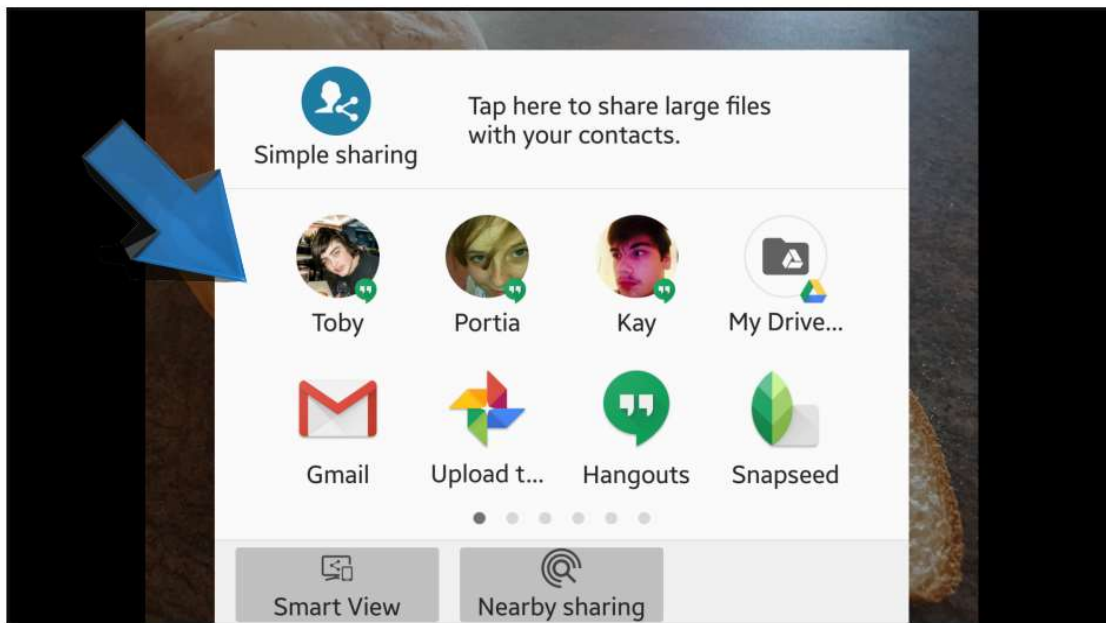 Tap here to share large files
with your contacts.
Simple sharing
Toby
Portia
Kay
My Drive...
Gmail
Upload t...
Hangouts
Snapseed
Smart View
Nearby sharing